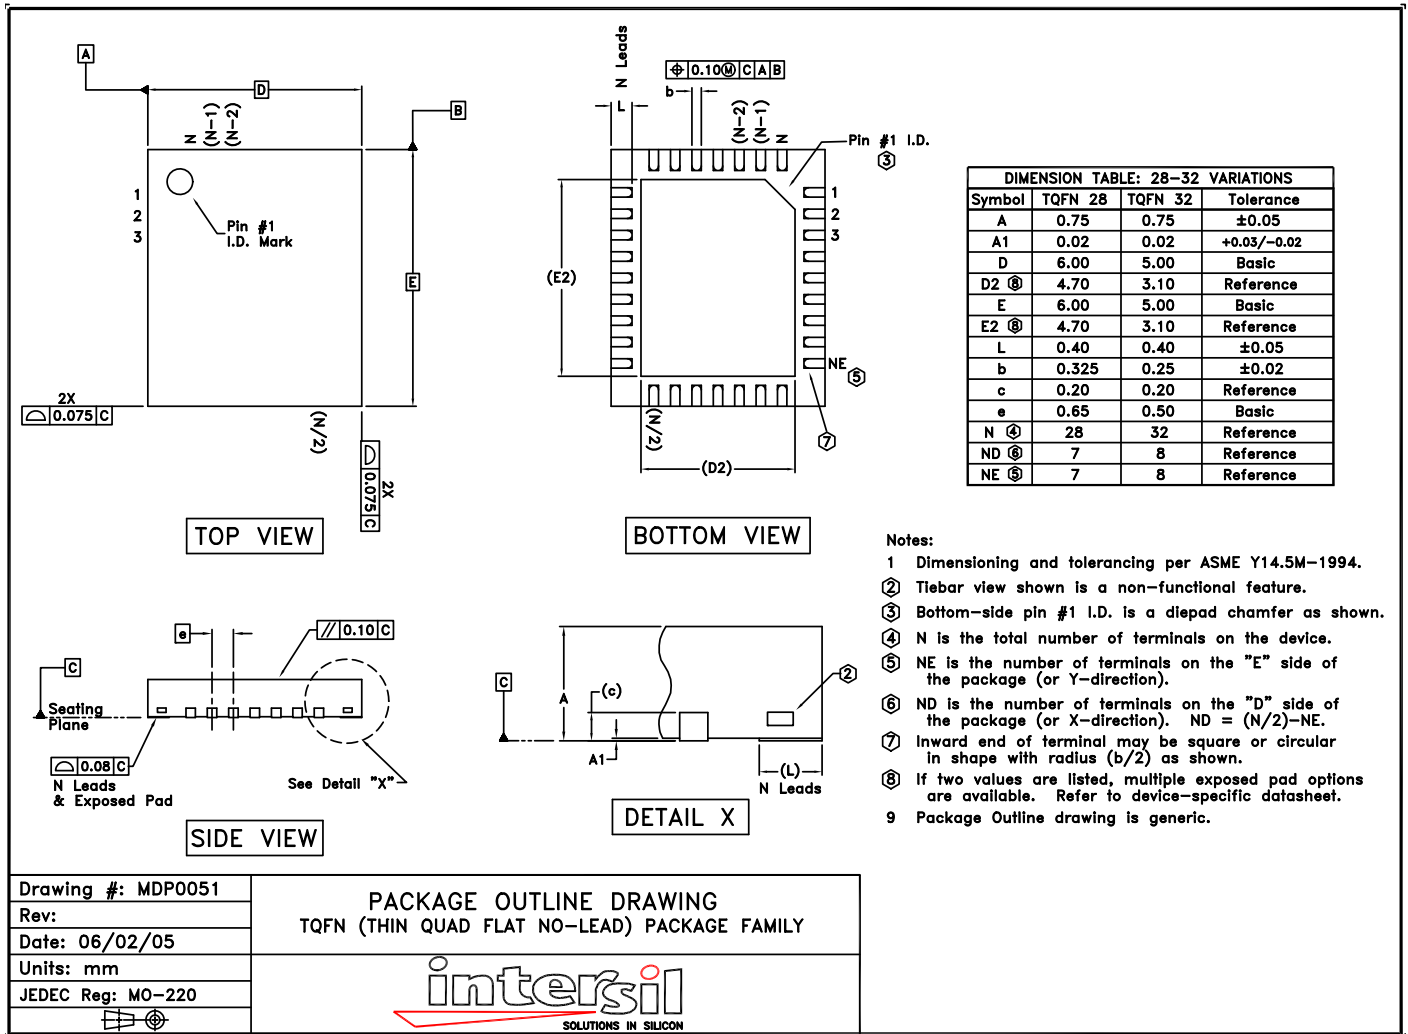 A
D
B
N
(N-1)
(N-2)
1
2
3
Pin #1
I.D. Mark
E
2X
0.075 C
(N/2)
2X
0.075 C
TOP VIEW
N Leads
L
0.10 Ⓜ C A B
b
(N-2)
(N-1)
N
Pin #1 I.D.
3
1
2
3
(E2)
NE
5
(N/2)
7
(D2)
BOTTOM VIEW
DIMENSION TABLE: 28-32 VARIATIONS
Symbol TQFN 28 TQFN 32 Tolerance
A 0.75 0.75 ±0.05
A1 0.02 0.02 +0.03/-0.02
D 6.00 5.00 Basic
D2 8 4.70 3.10 Reference
E 6.00 5.00 Basic
E2 8 4.70 3.10 Reference
L 0.40 0.40 ±0.05
b 0.325 0.25 ±0.02
c 0.20 0.20 Reference
e 0.65 0.50 Basic
N 4 28 32 Reference
ND 6 7 8 Reference
NE 5 7 8 Reference
Notes:
1 Dimensioning and tolerancing per ASME Y14.5M-1994.
2 Tiebar view shown is a non-functional feature.
3 Bottom-side pin #1 I.D. is a diepad chamfer as shown.
4 N is the total number of terminals on the device.
5 NE is the number of terminals on the "E" side of
the package (or Y-direction).
6 ND is the number of terminals on the "D" side of
the package (or X-direction). ND = (N/2)-NE.
7 Inward end of terminal may be square or circular
in shape with radius (b/2) as shown.
8 If two values are listed, multiple exposed pad options
are available. Refer to device-specific datasheet.
9 Package Outline drawing is generic.
e
// 0.10 C
C
Seating
Plane
0.08 C
N Leads
& Exposed Pad
See Detail "X"
SIDE VIEW
C
A
(c)
2
A1
(L)
N Leads
DETAIL X
Drawing #: MDP0051
Rev:
Date: 06/02/05
Units: mm
JEDEC Reg: MO-220
PACKAGE OUTLINE DRAWING
TQFN (THIN QUAD FLAT NO-LEAD) PACKAGE FAMILY
intersil
SOLUTIONS IN SILICON